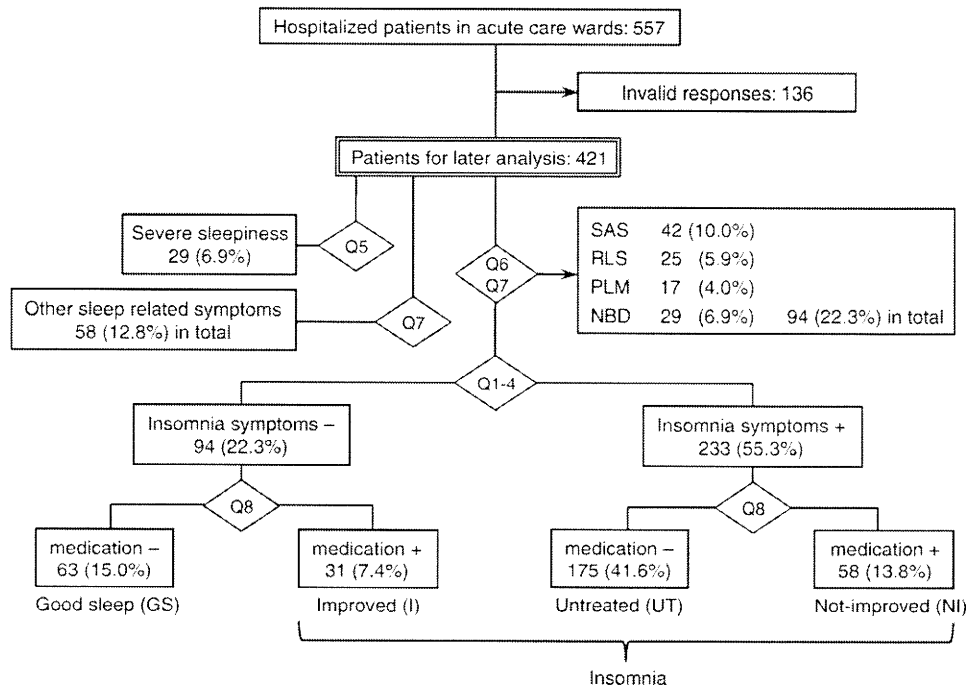 Hospitalized patients in acute care wards: 557
Invalid responses: 136
Patients for later analysis: 421
Severe sleepiness
29 (6.9%)
Q5
Other sleep related symptoms
58 (12.8%) in total
Q7
Q6
Q7
SAS 42 (10.0%)
RLS 25 (5.9%)
PLM 17 (4.0%)
NBD 29 (6.9%) 94 (22.3%) in total
Q1-4
Insomnia symptoms –
94 (22.3%)
Insomnia symptoms +
233 (55.3%)
Q8
Q8
medication –
63 (15.0%)
Good sleep (GS)
medication +
31 (7.4%)
Improved (I)
medication –
175 (41.6%)
Untreated (UT)
medication +
58 (13.8%)
Not-improved (NI)
Insomnia